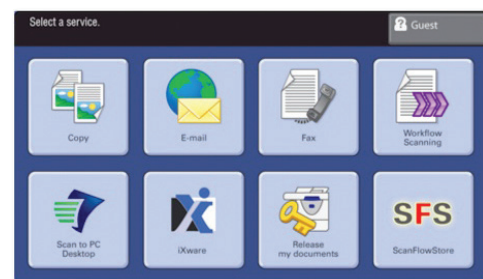 Select a service.
Guest
Copy
E-mail
Fax
Workflow
Scanning
Scan to PC
Desktop
iXware
Release
my documents
SFS
ScanFlowStore